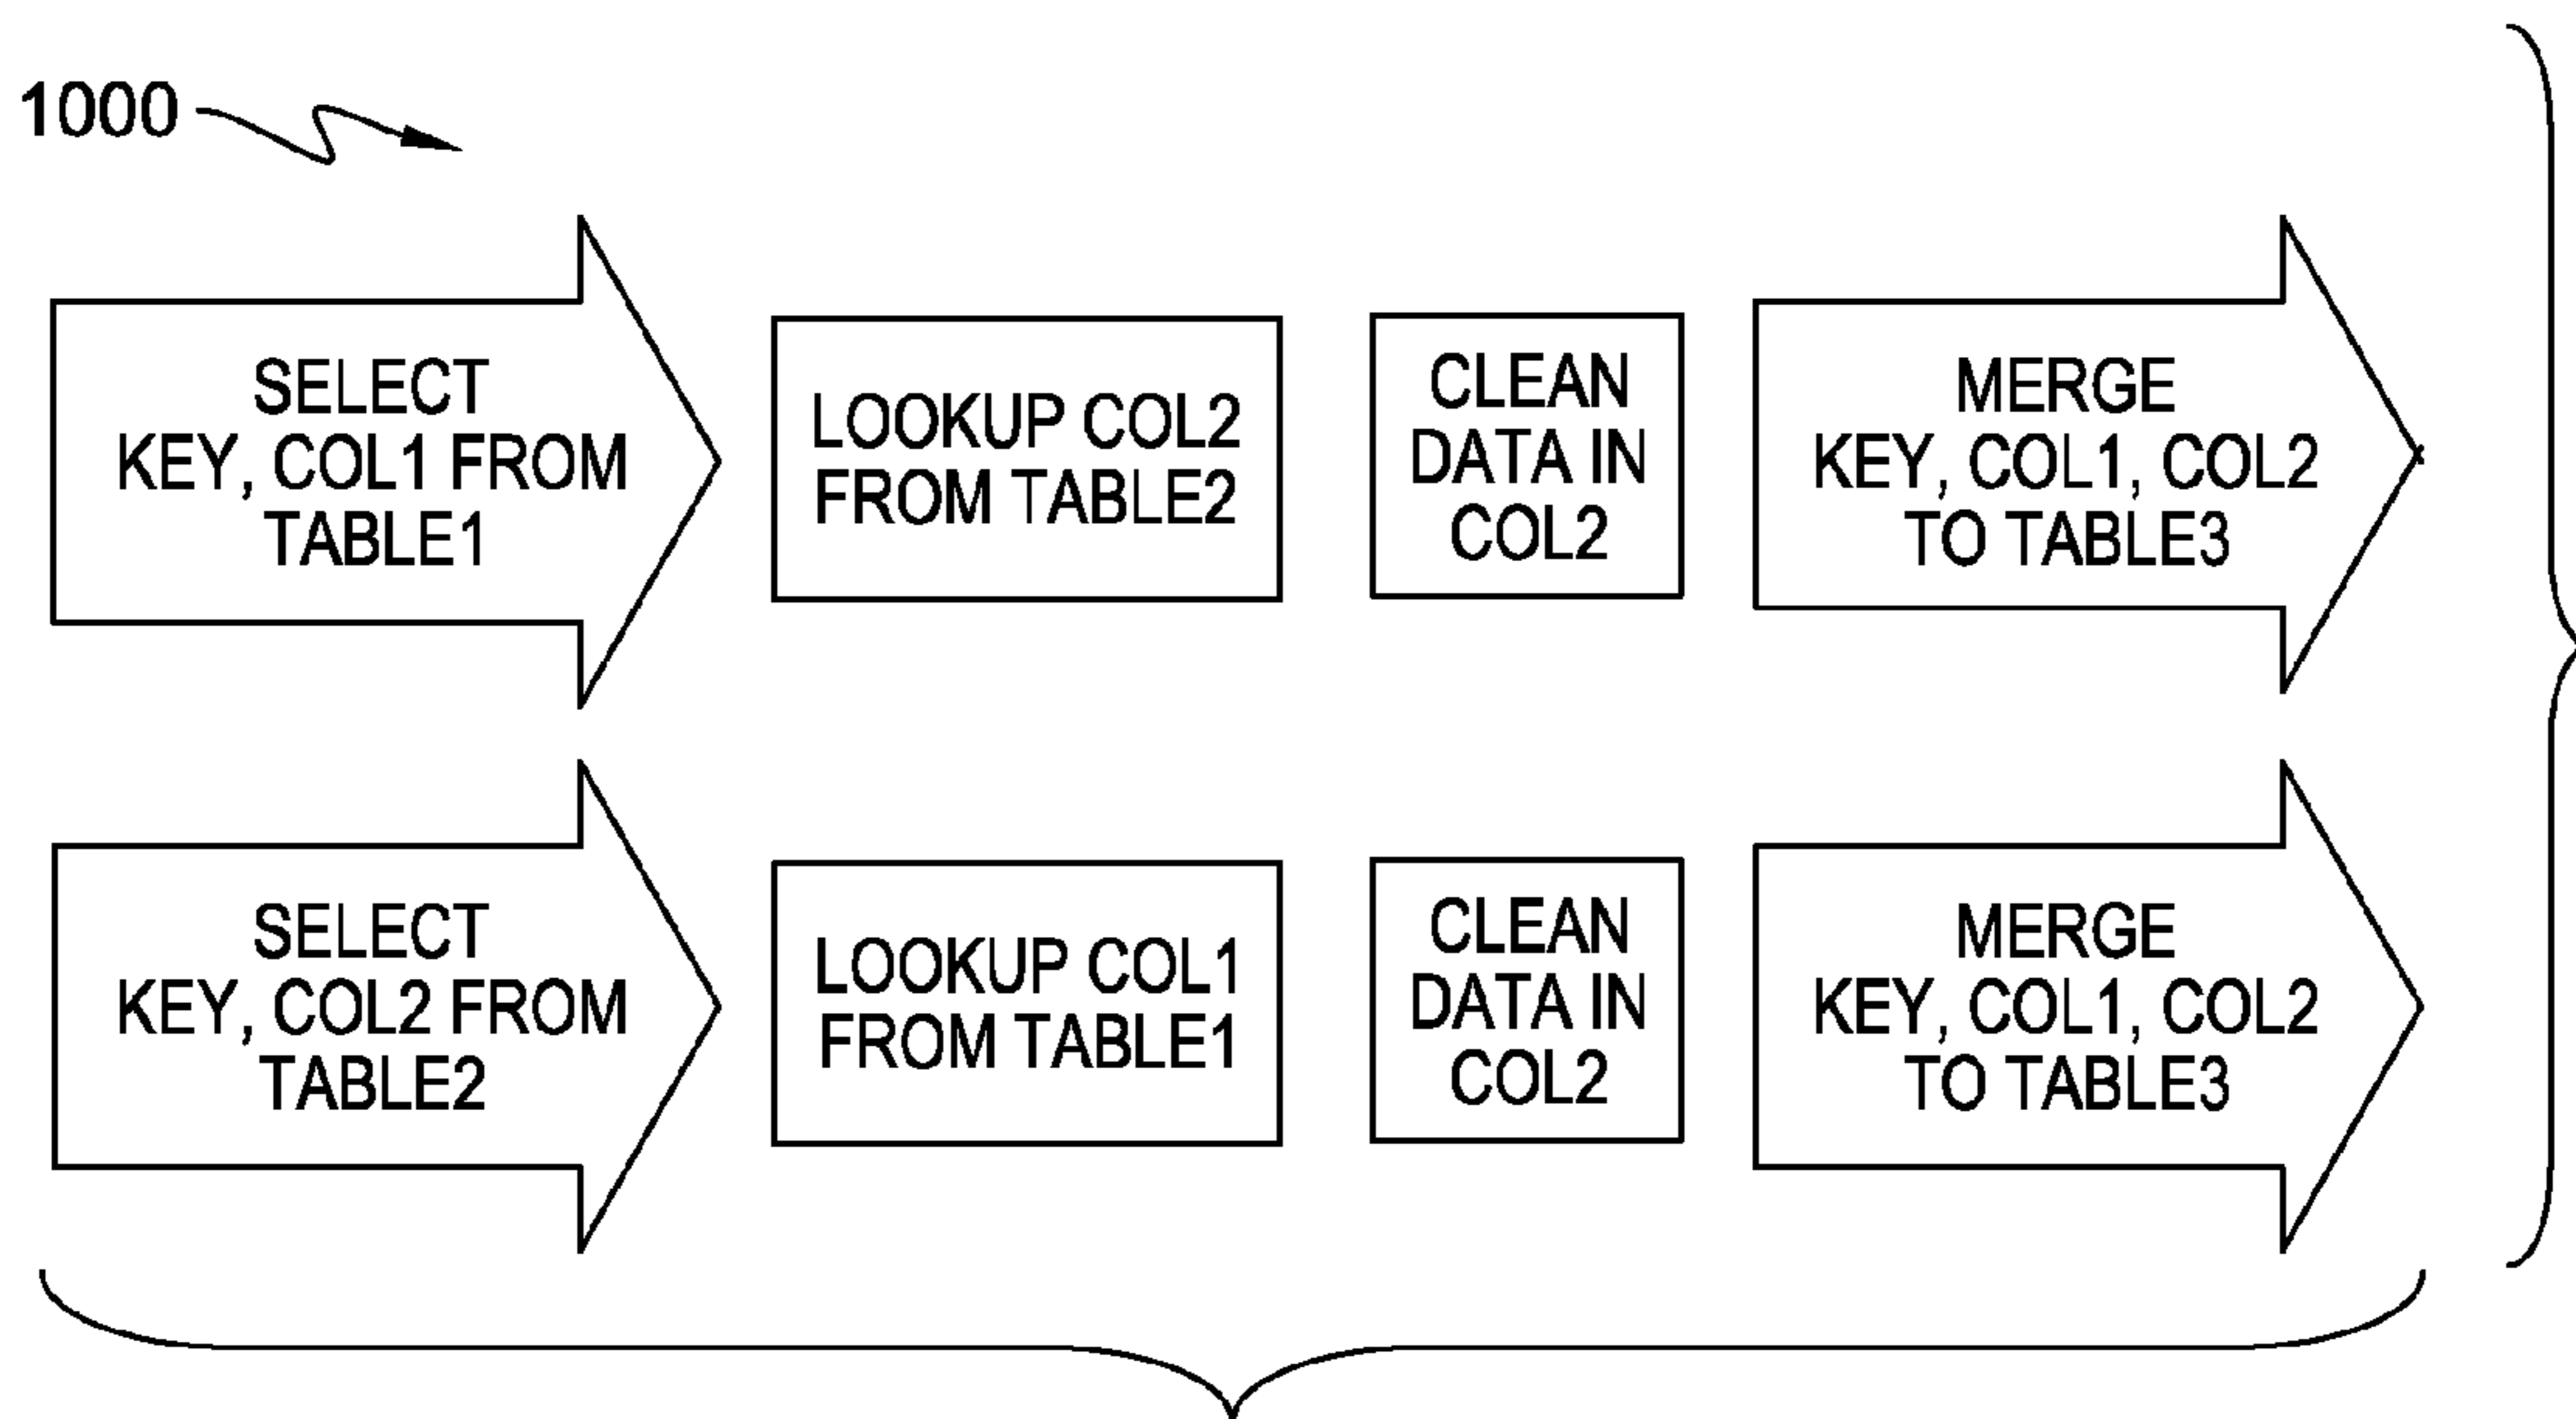 1000
SELECT
KEY, COL1 FROM
TABLE1
LOOKUP COL2
FROM TABLE2
CLEAN
DATA IN
COL2
MERGE
KEY, COL1, COL2
TO TABLE3
SELECT
KEY, COL2 FROM
TABLE2
LOOKUP COL1
FROM TABLE1
CLEAN
DATA IN
COL2
MERGE
KEY, COL1, COL2
TO TABLE3